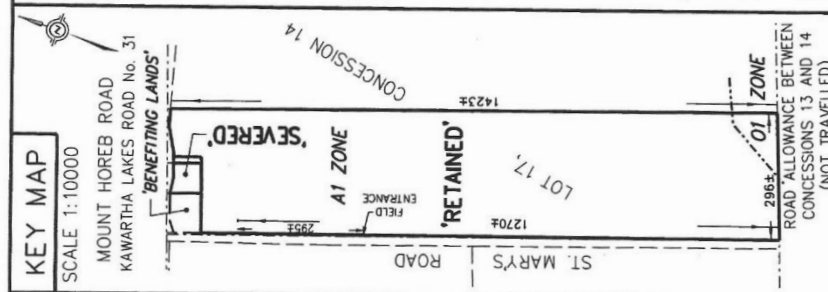 KEY MAP
SCALE 1:10000
MOUNT HOREB ROAD
KAWARTHA LAKES ROAD No. 31
'BENEFITING LANDS'
'SEVERED'
CONCESSION 14
1423±
A1 ZONE
'RETAINED'
LOT 17,
FIELD
ENTRANCE
295±
1270±
ST. MARY'S
ROAD
O1 ZONE
296±
ROAD ALLOWANCE BETWEEN
CONCESSIONS 13 AND 14
(NOT TRAVELLED)